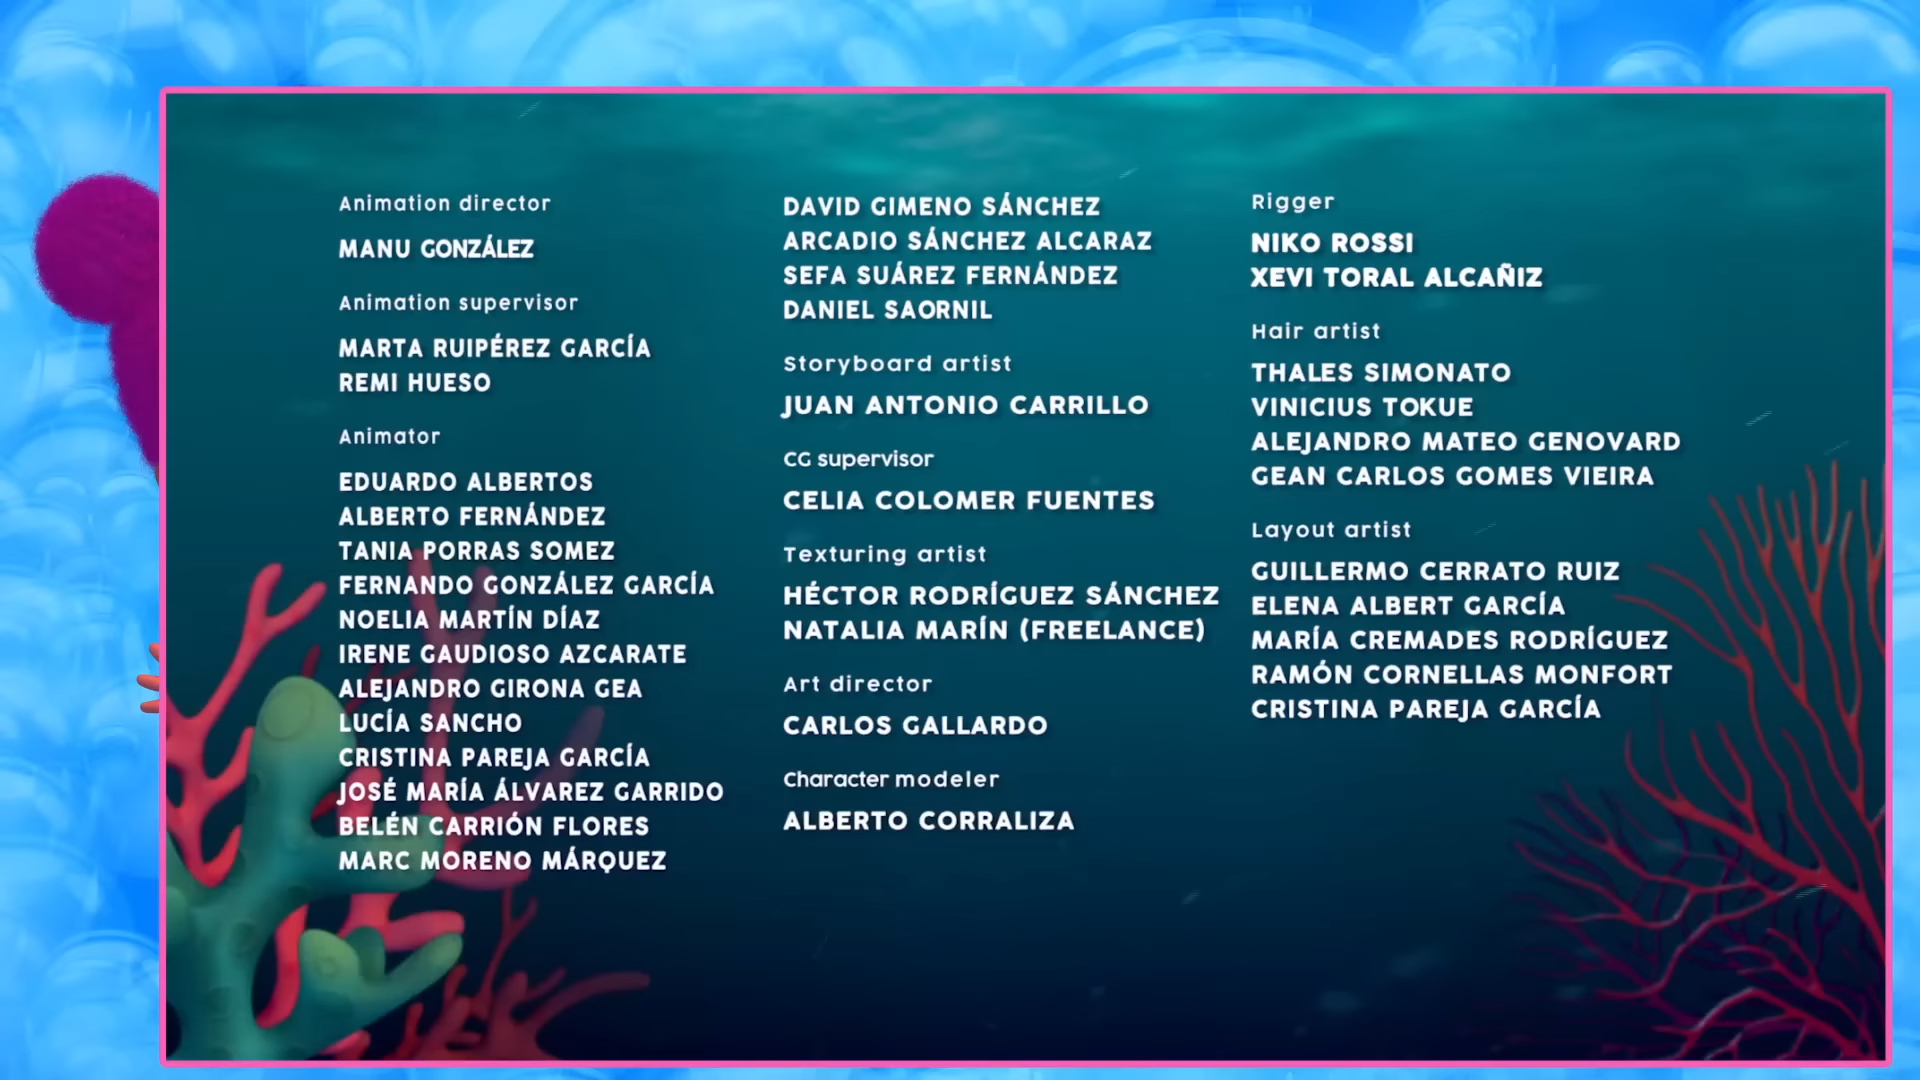 Animation director
MANU GONZÁLEZ
Animation supervisor
MARTA RUIPÉREZ GARCÍA
REMI HUESO
Animator
EDUARDO ALBERTOS
ALBERTO FERNÁNDEZ
TANIA PORRAS SOMEZ
FERNANDO GONZÁLEZ GARCÍA
NOELIA MARTÍN DÍAZ
IRENE GAUDIOSO AZCARATE
ALEJANDRO GIRONA GEA
LUCÍA SANCHO
CRISTINA PAREJA GARCÍA
JOSÉ MARÍA ÁLVAREZ GARRIDO
BELÉN CARRIÓN FLORES
MARC MORENO MÁRQUEZ
DAVID GIMENO SÁNCHEZ
ARCADIO SÁNCHEZ ALCARAZ
SEFA SUÁREZ FERNÁNDEZ
DANIEL SAORNIL
Storyboard artist
JUAN ANTONIO CARRILLO
CG supervisor
CELIA COLOMER FUENTES
Texturing artist
HÉCTOR RODRÍGUEZ SÁNCHEZ
NATALIA MARÍN (FREELANCE)
Art director
CARLOS GALLARDO
Character modeler
ALBERTO CORRALIZA
Rigger
NIKO ROSSI
XEVI TORAL ALCAÑIZ
Hair artist
THALES SIMONATO
VINICIUS TOKUE
ALEJANDRO MATEO GENOVARD
GEAN CARLOS GOMES VIEIRA
Layout artist
GUILLERMO CERRATO RUIZ
ELENA ALBERT GARCÍA
MARÍA CREMADES RODRÍGUEZ
RAMÓN CORNELLAS MONFORT
CRISTINA PAREJA GARCÍA